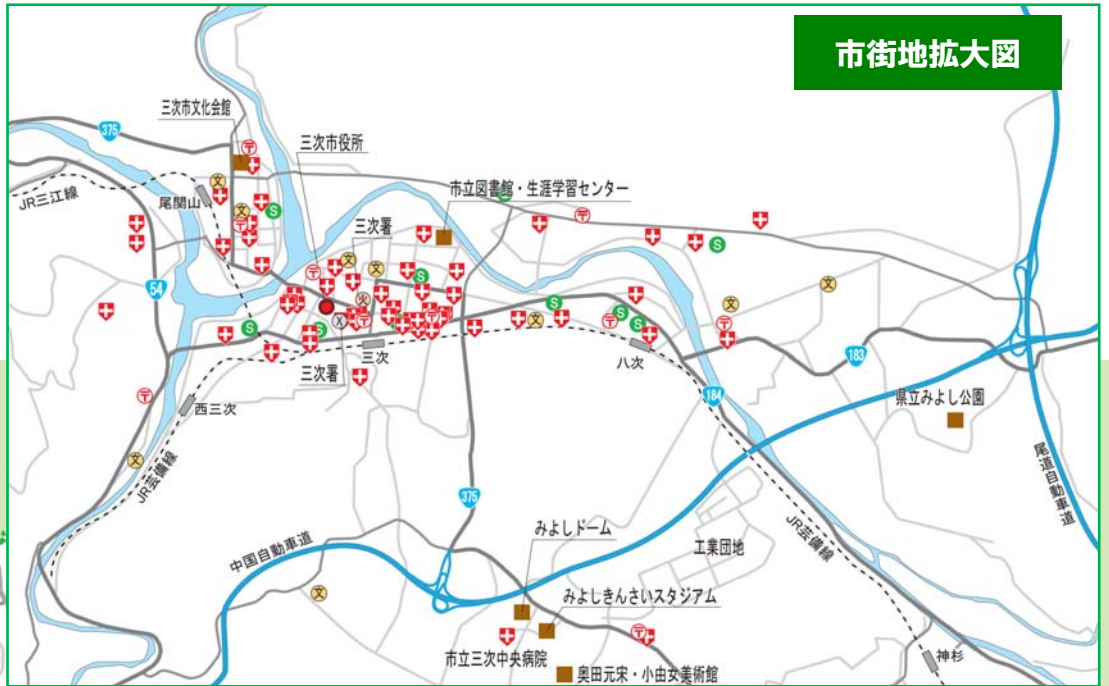 市街地拡大図
三次市文化会館
375
三次市役所
市立図書館・生涯学習センター
JR三江線
尾関山
三次署
54
三次
八次
三次署
183
西三次
184
県立みよし公園
JR芸備線
375
尾道自動車道
みよしドーム
工業団地
JR芸備線
中国自動車道
みよしきんさいスタジアム
市立三次中央病院
神杉
奥田元宋・小由女美術館